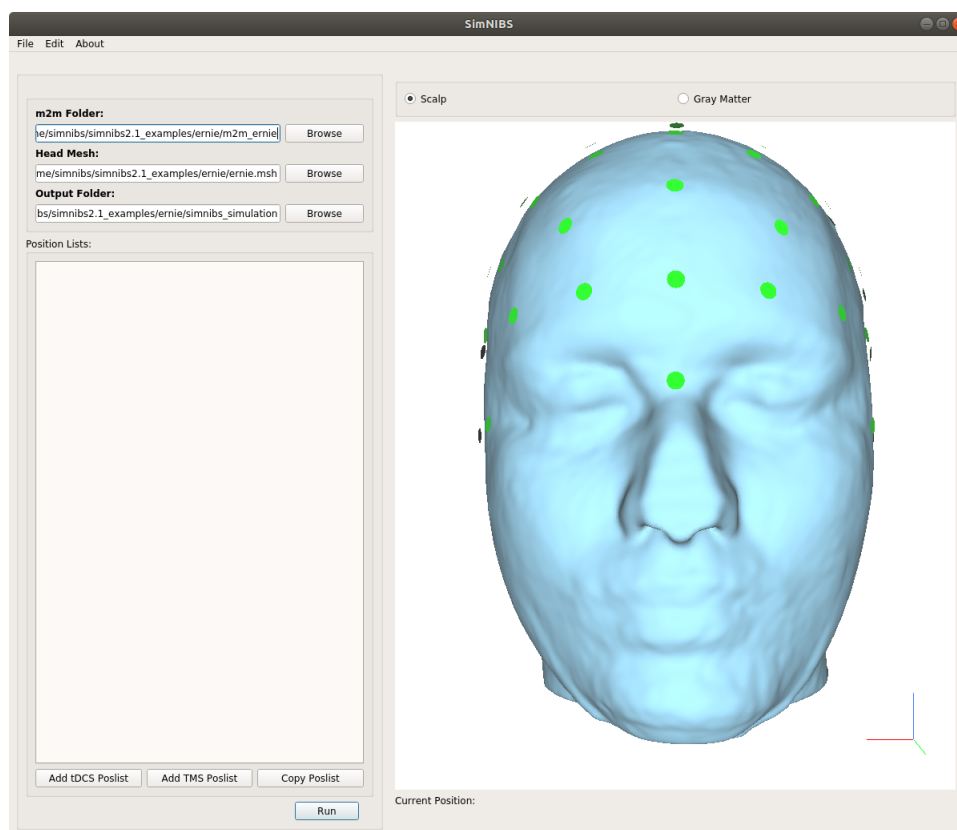 SimNIBS
File Edit About
m2m Folder:
ne/simnibs/simnibs2.1_examples/ernie/m2m_ernie Browse
Head Mesh:
me/simnibs/simnibs2.1_examples/ernie/ernie.msh Browse
Output Folder:
bs/simnibs2.1_examples/ernie/simnibs_simulation Browse
Position Lists:
Add tDCS Poslist Add TMS Poslist Copy Poslist
Run
Scalp Gray Matter
Current Position: